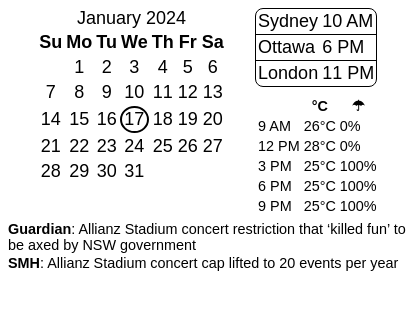 January 2024
Su Mo Tu We Th Fr Sa
1 2 3 4 5 6
7 8 9 10 11 12 13
14 15 16 17 18 19 20
21 22 23 24 25 26 27
28 29 30 31
Sydney 10 AM
Ottawa 6 PM
London 11 PM
°C ☂
9 AM 26°C 0%
12 PM 28°C 0%
3 PM 25°C 100%
6 PM 25°C 100%
9 PM 25°C 100%
Guardian: Allianz Stadium concert restriction that ‘killed fun’ to
be axed by NSW government
SMH: Allianz Stadium concert cap lifted to 20 events per year